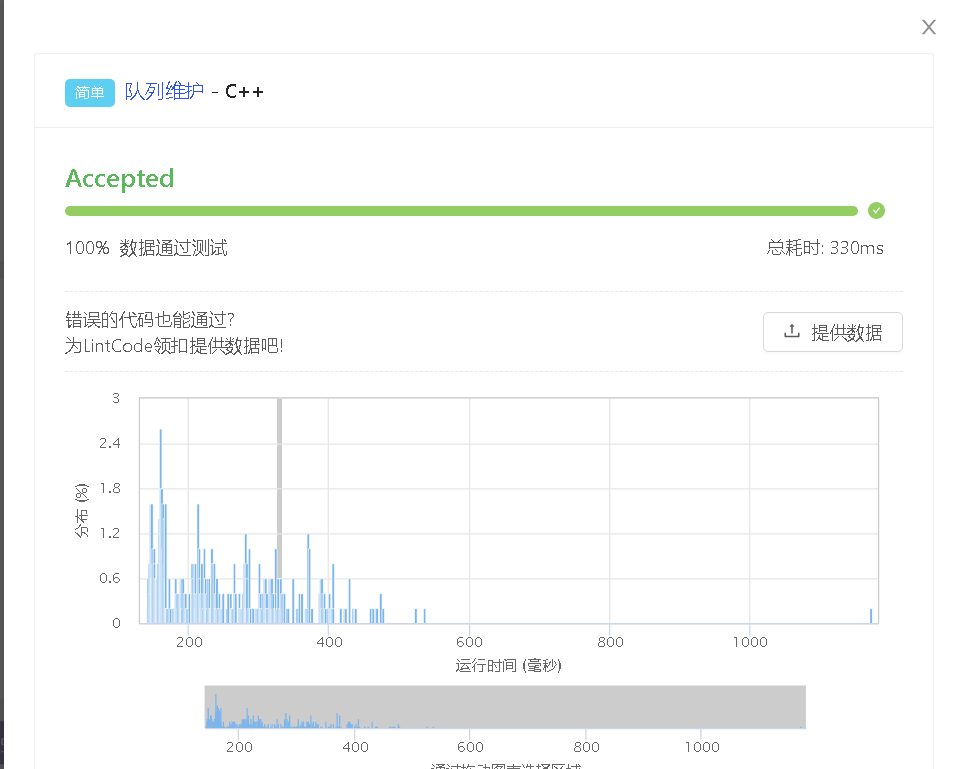 简单 队列维护 - C++
Accepted
100% 数据通过测试 总耗时: 330ms
错误的代码也能通过?
为LintCode领扣提供数据吧!
提供数据
3
2.4
1.8
1.2
0.6
0
分布 (%)
200 400 600 800 1000
运行时间 (毫秒)
200 400 600 800 1000